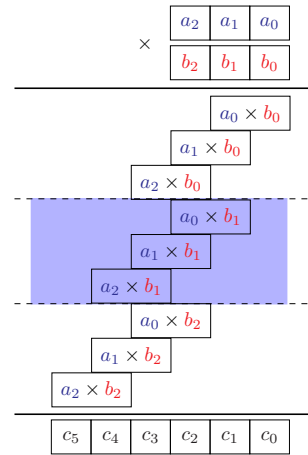 a₂ a₁ a₀
× b₂ b₁ b₀
a₀ × b₀
a₁ × b₀
a₂ × b₀
a₀ × b₁
a₁ × b₁
a₂ × b₁
a₀ × b₂
a₁ × b₂
a₂ × b₂
c₅ c₄ c₃ c₂ c₁ c₀